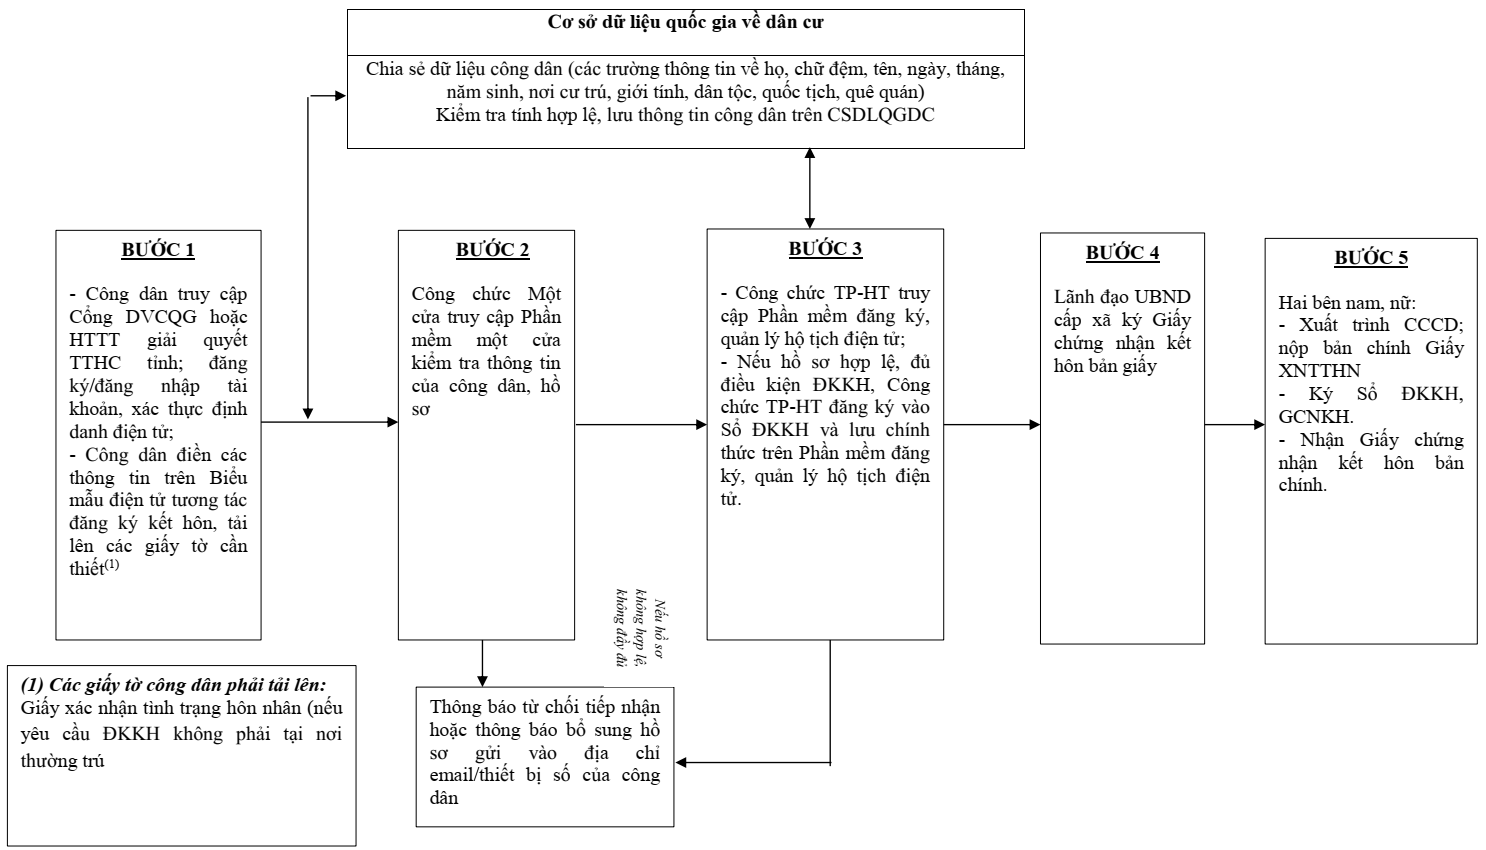 Cơ sở dữ liệu quốc gia về dân cư
Chia sẻ dữ liệu công dân (các trường thông tin về họ, chữ đệm, tên, ngày, tháng,
năm sinh, nơi cư trú, giới tính, dân tộc, quốc tịch, quê quán)
Kiểm tra tính hợp lệ, lưu thông tin công dân trên CSDLQGDC
BƯỚC 1
- Công dân truy cập
Cổng DVCQG hoặc
HTTT giải quyết
TTHC tỉnh; đăng
ký/đăng nhập tài
khoản, xác thực định
danh điện tử;
- Công dân điền các
thông tin trên Biểu
mẫu điện tử tương tác
đăng ký kết hôn, tải
lên các giấy tờ cần
thiết(1)
BƯỚC 2
Công chức Một
cửa truy cập Phần
mềm một cửa
kiểm tra thông tin
của công dân, hồ
sơ
BƯỚC 3
- Công chức TP-HT truy
cập Phần mềm đăng ký,
quản lý hộ tịch điện tử;
- Nếu hồ sơ hợp lệ, đủ
điều kiện ĐKKH, Công
chức TP-HT đăng ký vào
Sổ ĐKKH và lưu chính
thức trên Phần mềm đăng
ký, quản lý hộ tịch điện
tử.
BƯỚC 4
Lãnh đạo UBND
cấp xã ký Giấy
chứng nhận kết
hôn bản giấy
BƯỚC 5
Hai bên nam, nữ:
- Xuất trình CCCD;
nộp bản chính Giấy
XNTTHN
- Ký Sổ ĐKKH,
GCNKH.
- Nhận Giấy chứng
nhận kết hôn bản
chính.
Nếu hồ sơ
không hợp lệ,
không đầy đủ
(1) Các giấy tờ công dân phải tải lên:
Giấy xác nhận tình trạng hôn nhân (nếu
yêu cầu ĐKKH không phải tại nơi
thường trú
Thông báo từ chối tiếp nhận
hoặc thông báo bổ sung hồ
sơ gửi vào địa chỉ
email/thiết bị số của công
dân